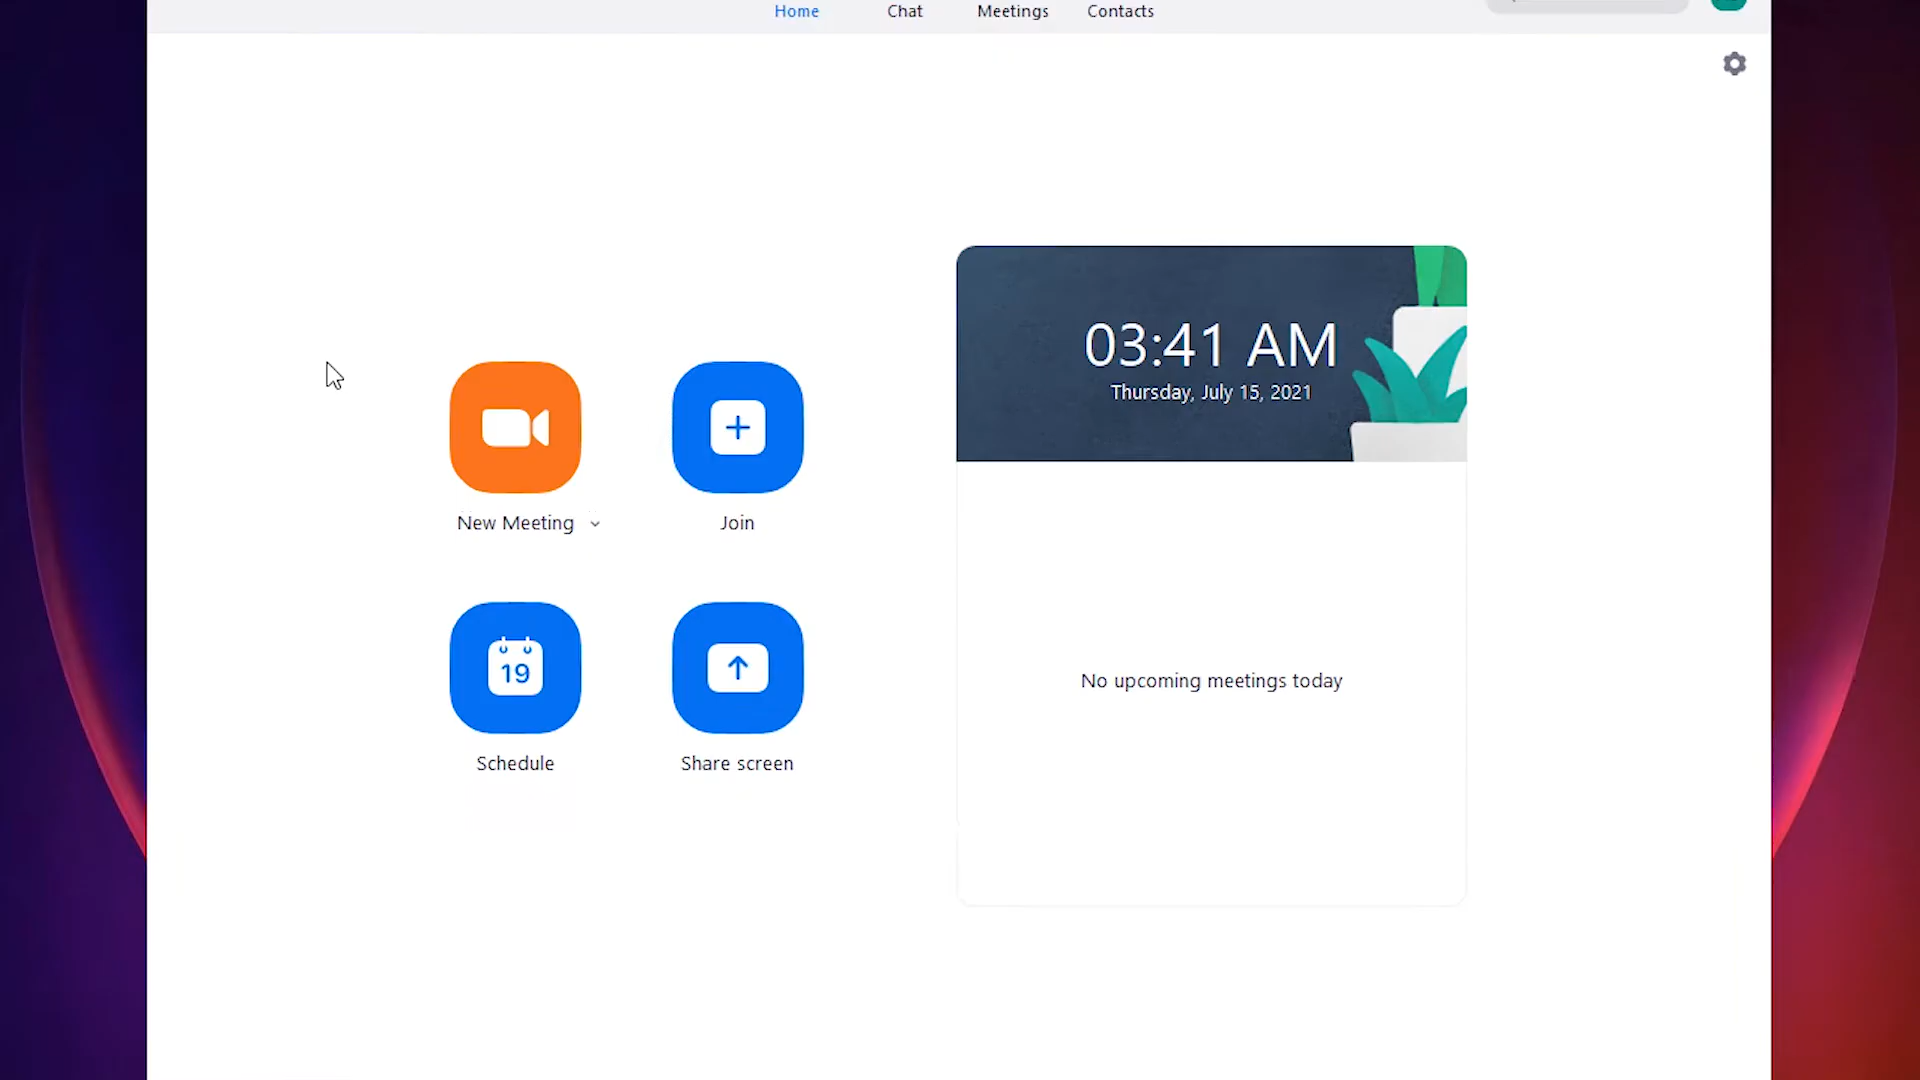 Home Chat Meetings Contacts
03:41 AM
Thursday, July 15, 2021
New Meeting
Join
19
Schedule
Share screen
No upcoming meetings today